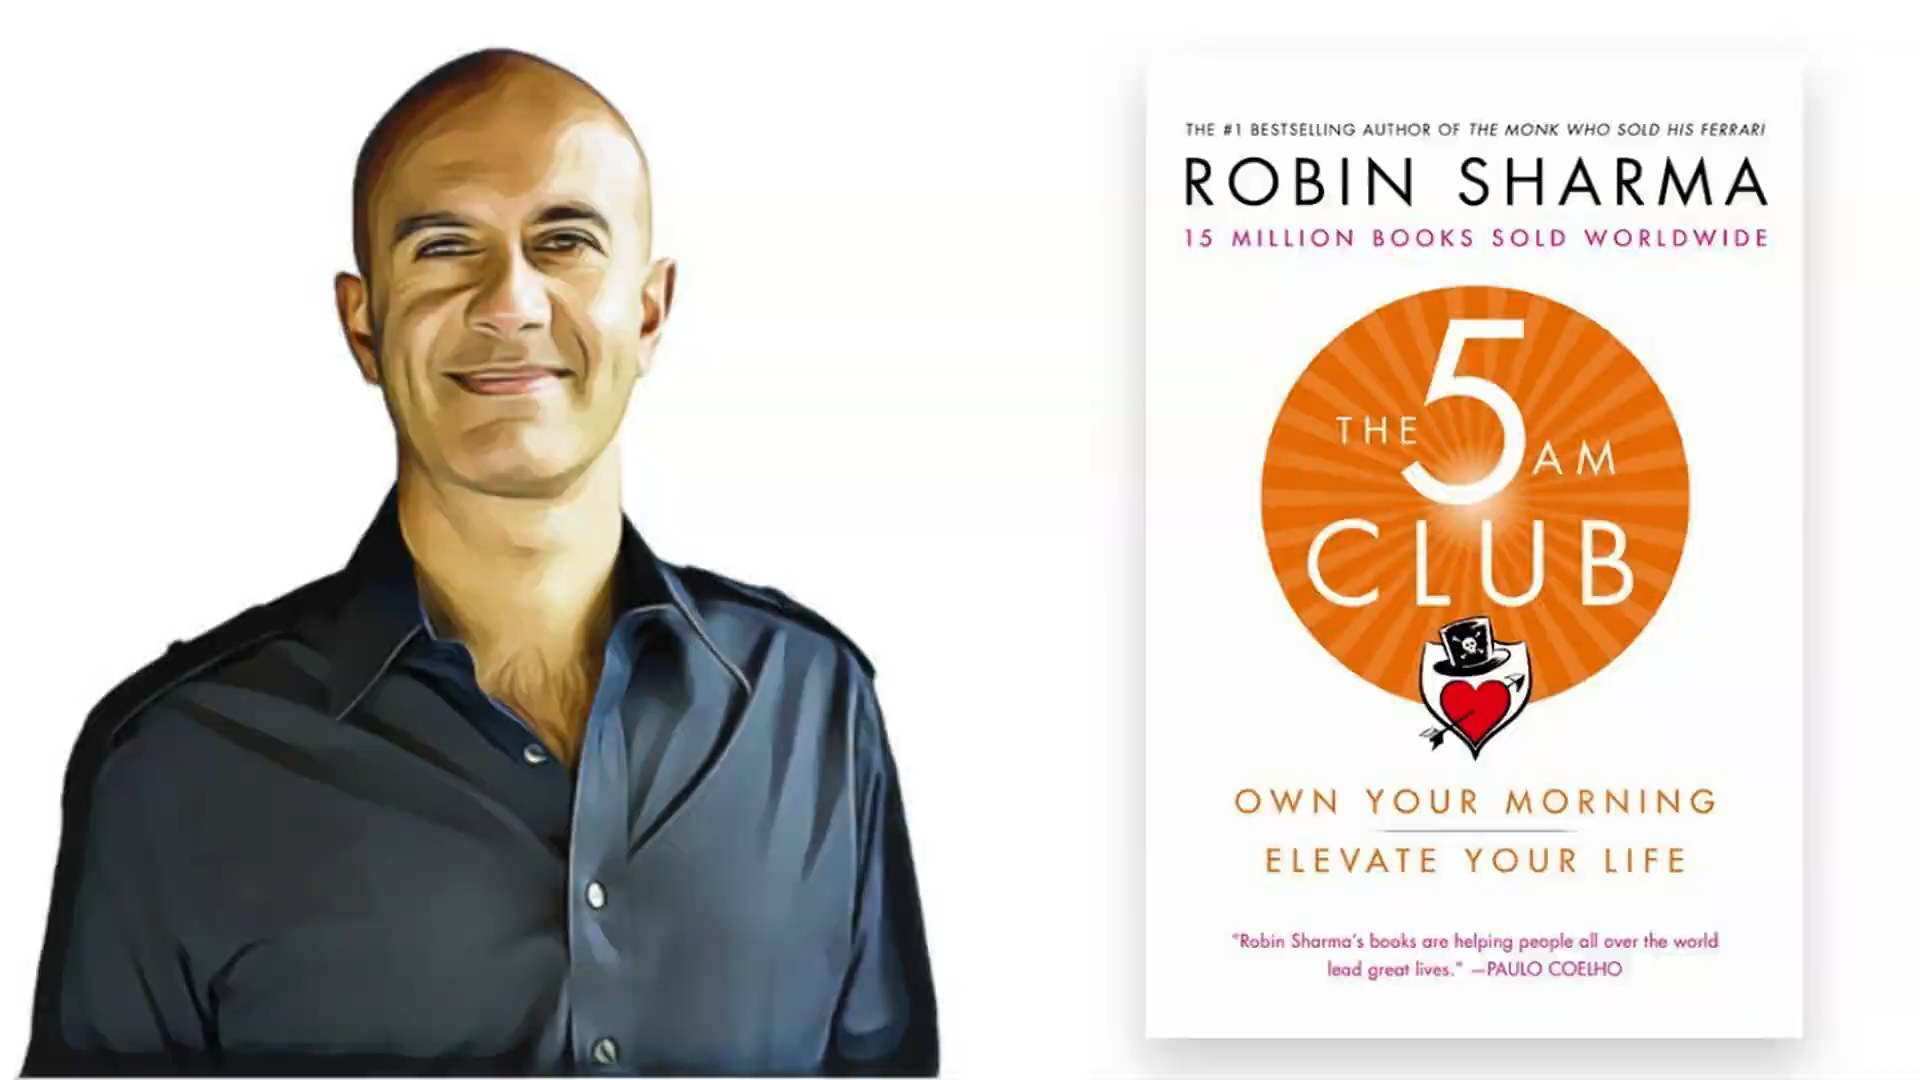 THE #1 BESTSELLING AUTHOR OF THE MONK WHO SOLD HIS FERRARI
ROBIN SHARMA
15 MILLION BOOKS SOLD WORLDWIDE
THE 5 AM
CLUB
OWN YOUR MORNING
ELEVATE YOUR LIFE
"Robin Sharma's books are helping people all over the world
lead great lives." —PAULO COELHO